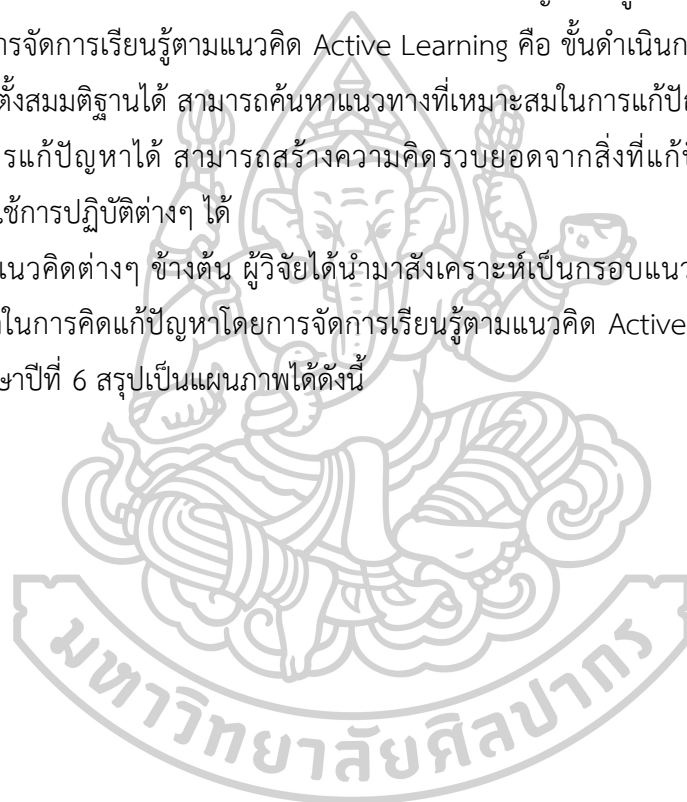 ารจัดการเรียนรู้ตามแนวคิด Active Learning คือ ขั้นดำเนินก
ตั้งสมมติฐานได้ สามารถค้นหาแนวทางที่เหมาะสมในการแก้ปัญ
รแก้ปัญหาได้ สามารถสร้างความคิดรวบยอดจากสิ่งที่แก้
ช้การปฏิบัติต่างๆ ได้
แนวคิดต่างๆ ข้างต้น ผู้วิจัยได้นำมาสังเคราะห์เป็นกรอบแนว
ในการคิดแก้ปัญหาโดยการจัดการเรียนรู้ตามแนวคิด Active
ษาปีที่ 6 สรุปเป็นแผนภาพได้ดังนี้
มหาวิทยาลัยศิลปากร